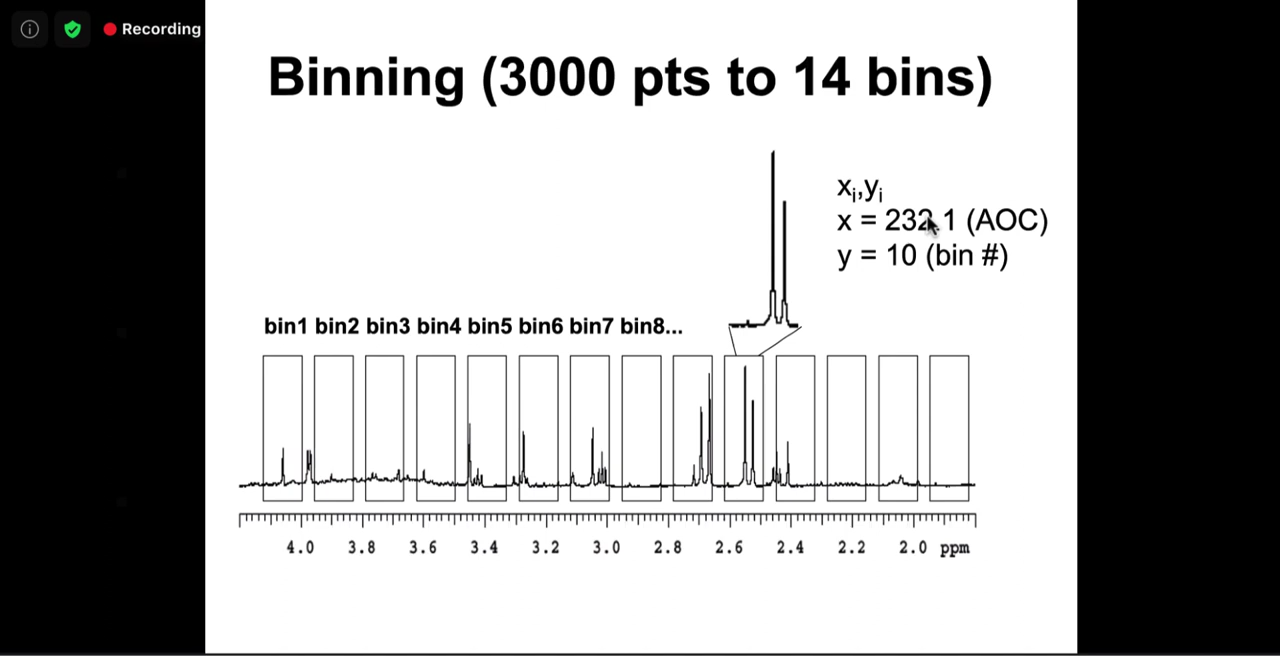 Recording
Binning (3000 pts to 14 bins)
xi,yi
x = 232.1 (AOC)
y = 10 (bin #)
bin1 bin2 bin3 bin4 bin5 bin6 bin7 bin8...
4.0 3.8 3.6 3.4 3.2 3.0 2.8 2.6 2.4 2.2 2.0 ppm